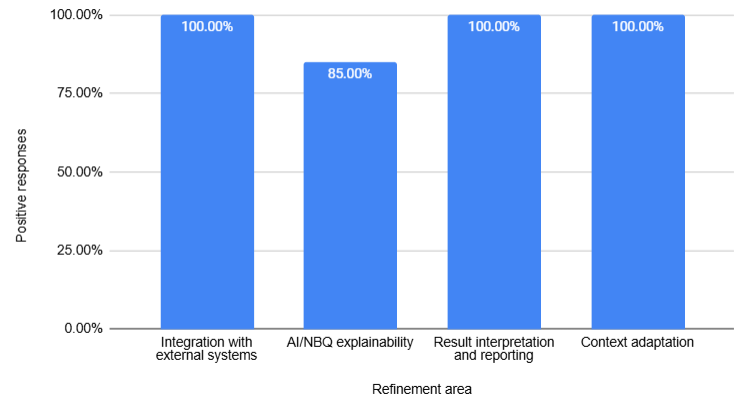 100.00%
75.00%
50.00%
25.00%
0.00%
Positive responses
100.00%
85.00%
100.00%
100.00%
Integration with
external systems
AI/NBQ explainability
Result interpretation
and reporting
Context adaptation
Refinement area